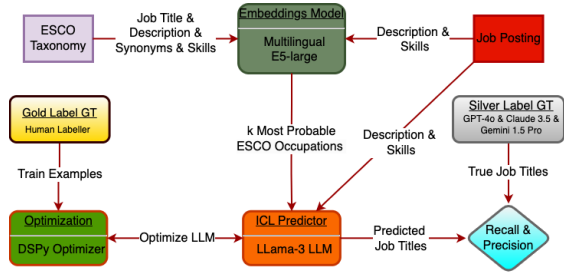 ESCO
Taxonomy
Job Title &
Description &
Synonyms & Skills
Embeddings Model
Multilingual
E5-large
Description &
Skills
Job Posting
Gold Label GT
Human Labeller
k Most Probable
ESCO Occupations
Description &
Skills
Silver Label GT
GPT-4o & Claude 3.5 &
Gemini 1.5 Pro
Train Examples
True Job Titles
Optimization
DSPy Optimizer
Optimize LLM
ICL Predictor
LLama-3 LLM
Predicted
Job Titles
Recall &
Precision